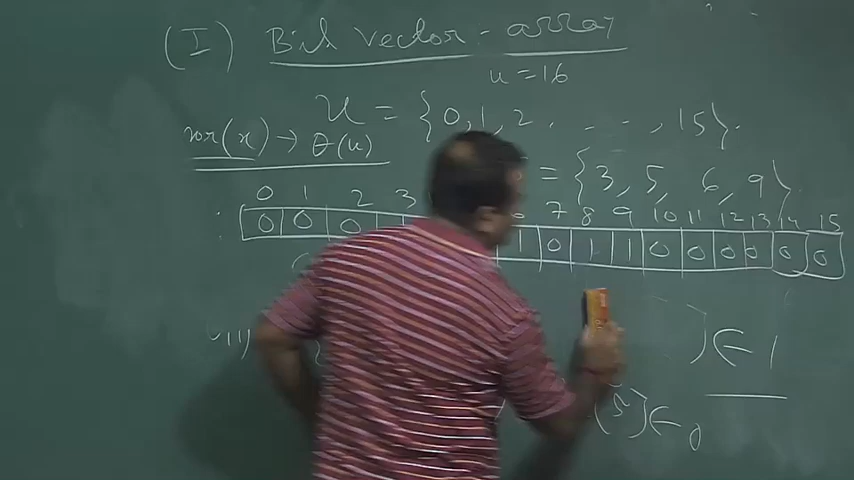 (I) Bit vector - array
u = 16
U = {0, 1, 2 . - - . , 15}.
(x) → θ(u)
= {3, 5, 6, 9}
0 1 2 3 7 8 9 10 11 12 13 14 15
0 0 0 1 0 1 1 0 0 0 0 0 0
] ← 1
] ← 0